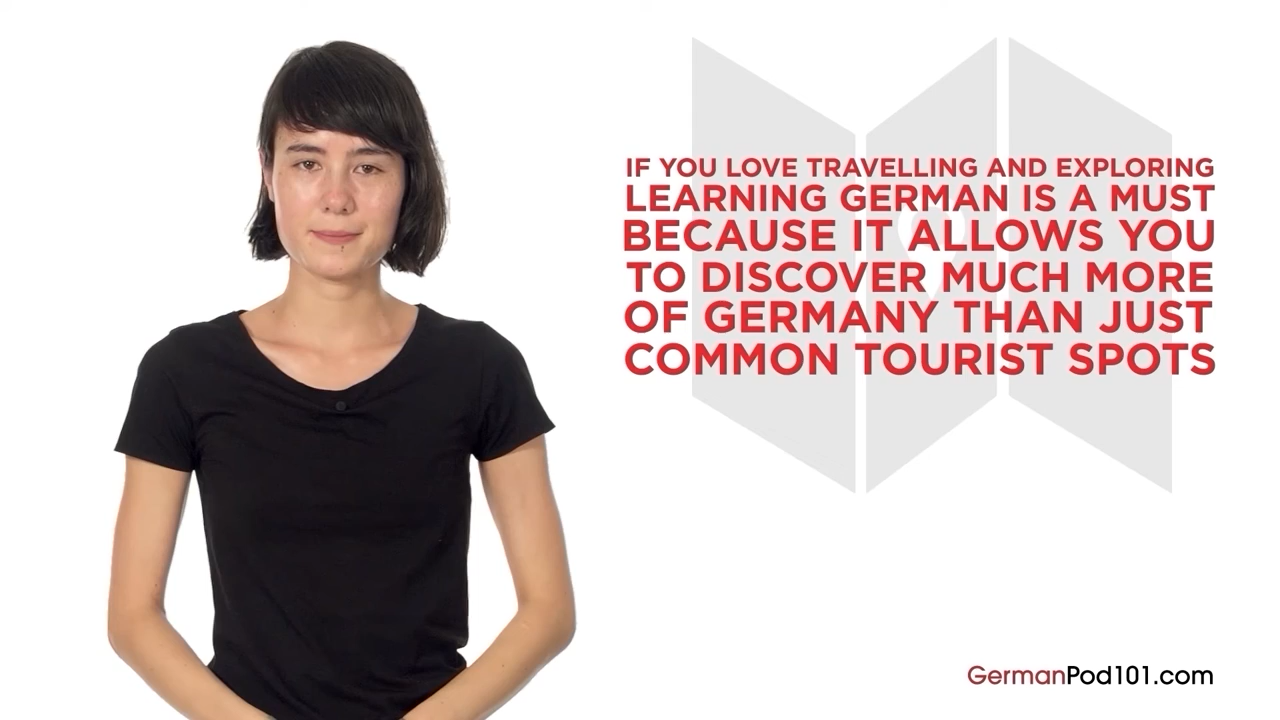 IF YOU LOVE TRAVELLING AND EXPLORING
LEARNING GERMAN IS A MUST
BECAUSE IT ALLOWS YOU
TO DISCOVER MUCH MORE
OF GERMANY THAN JUST
COMMON TOURIST SPOTS
GermanPod101.com